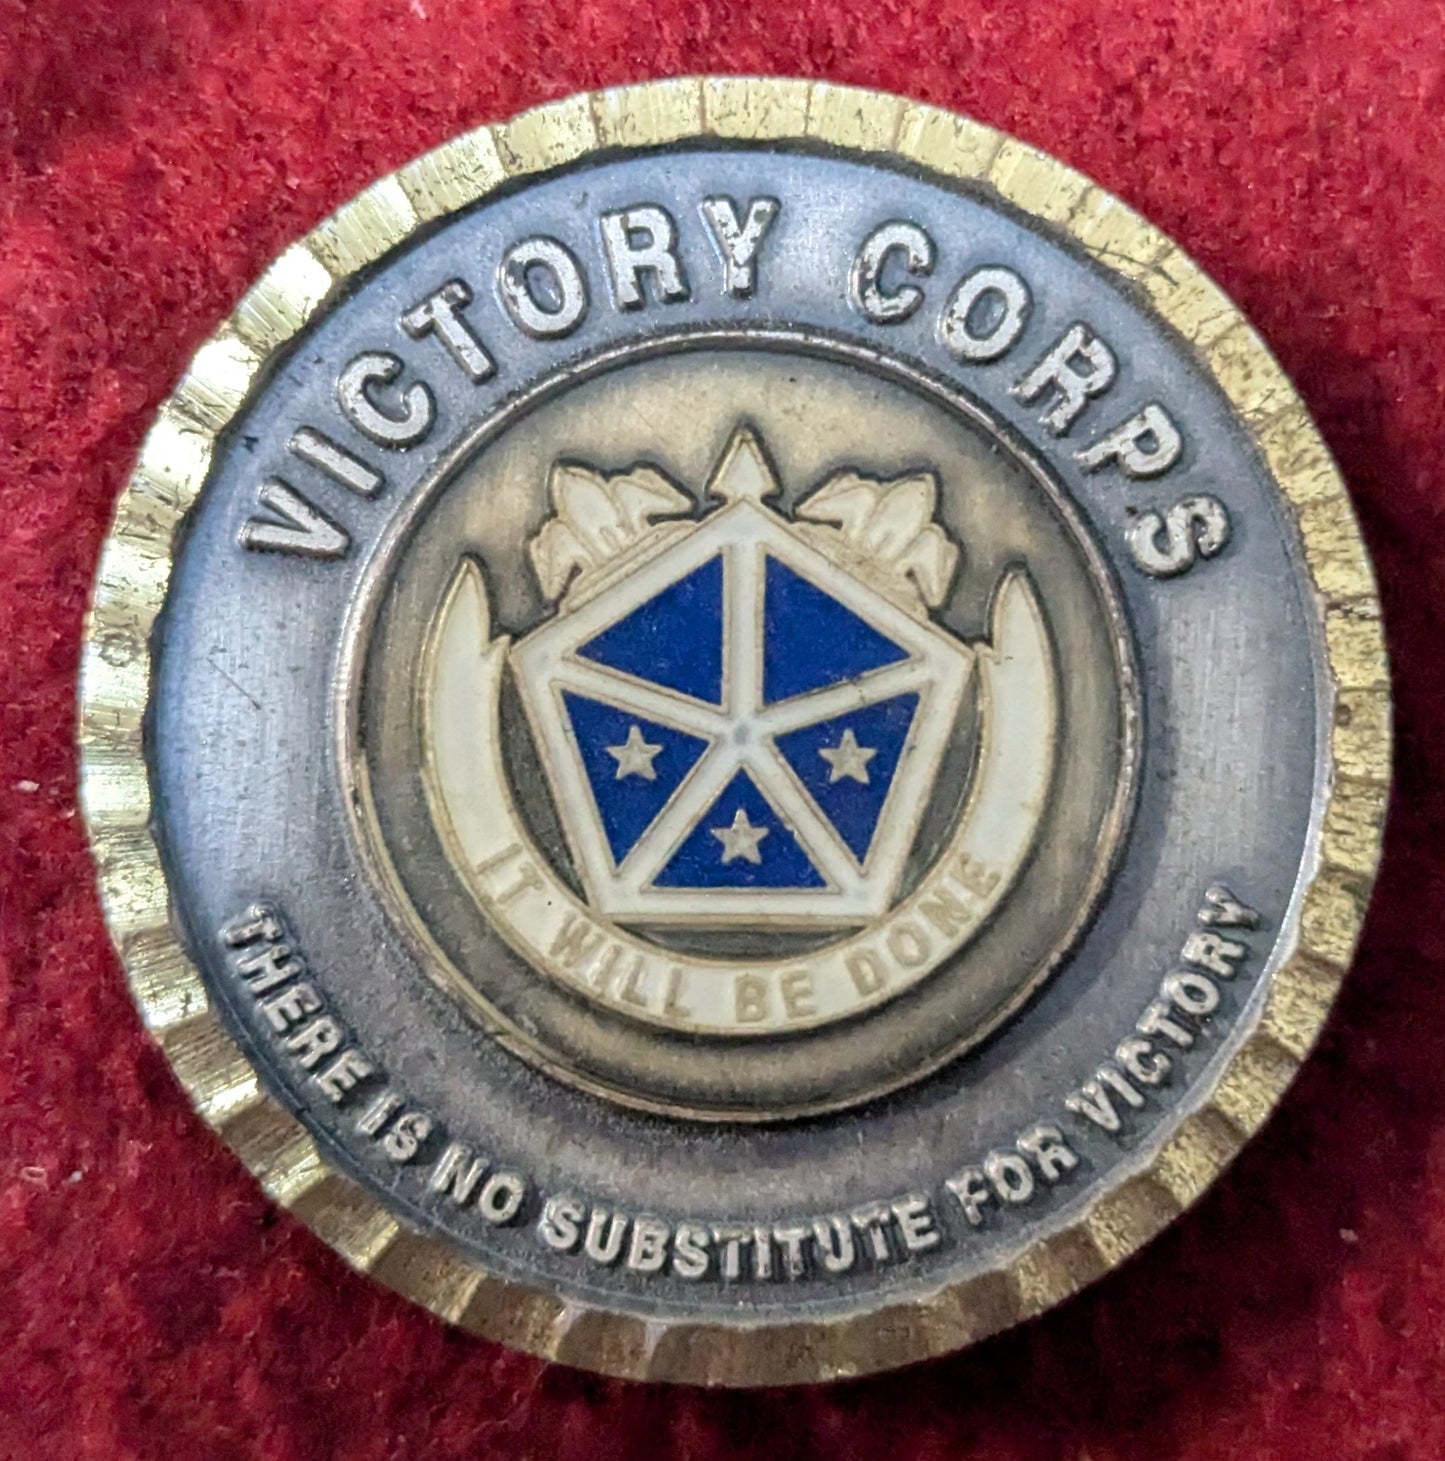 VICTORY CORPS
IT WILL BE DONE
THERE IS NO SUBSTITUTE FOR VICTORY